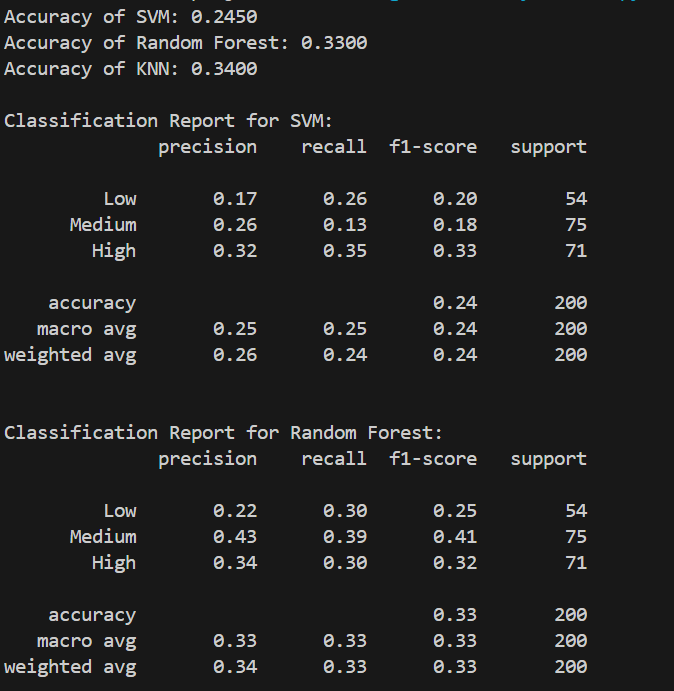 Accuracy of SVM: 0.2450
Accuracy of Random Forest: 0.3300
Accuracy of KNN: 0.3400
Classification Report for SVM:
precision recall f1-score support
Low 0.17 0.26 0.20 54
Medium 0.26 0.13 0.18 75
High 0.32 0.35 0.33 71
accuracy 0.24 200
macro avg 0.25 0.25 0.24 200
weighted avg 0.26 0.24 0.24 200
Classification Report for Random Forest:
precision recall f1-score support
Low 0.22 0.30 0.25 54
Medium 0.43 0.39 0.41 75
High 0.34 0.30 0.32 71
accuracy 0.33 200
macro avg 0.33 0.33 0.33 200
weighted avg 0.34 0.33 0.33 200